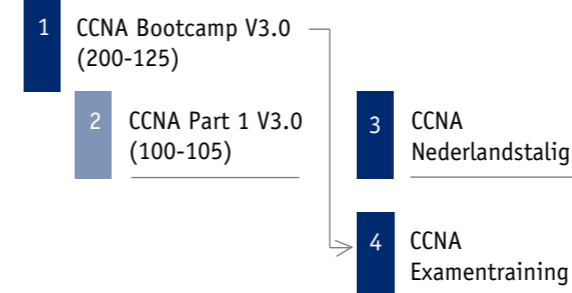 1
CCNA Bootcamp V3.0
(200-125)
2
CCNA Part 1 V3.0
(100-105)
3
CCNA
Nederlandstalig
4
CCNA
Examentraining